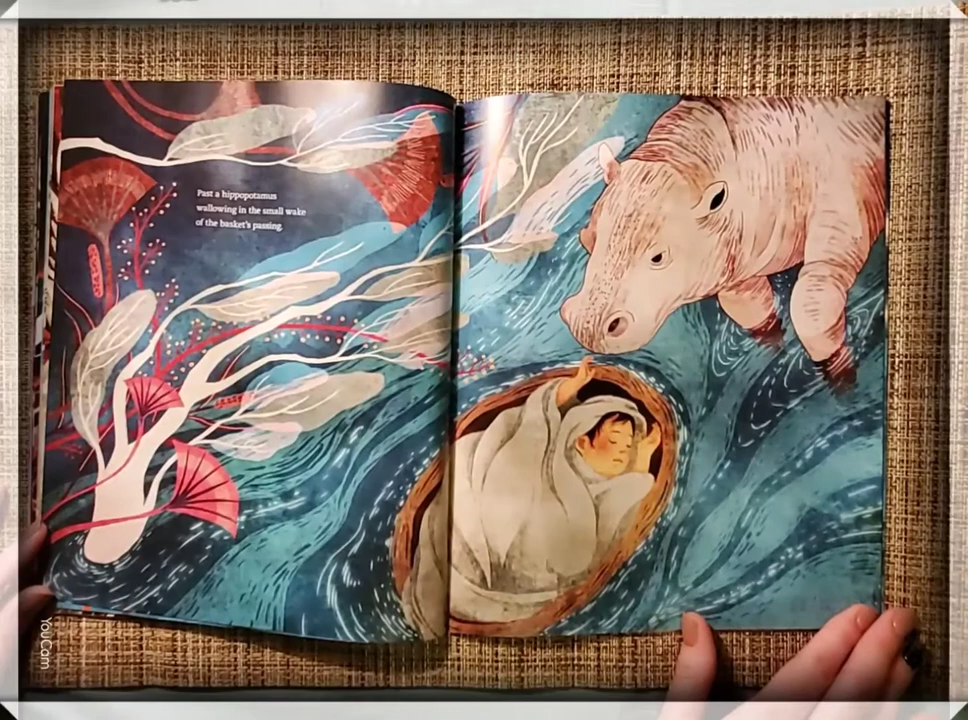 Past a hippopotamus
wallowing in the small wake
of the basket's passing.
YouCam